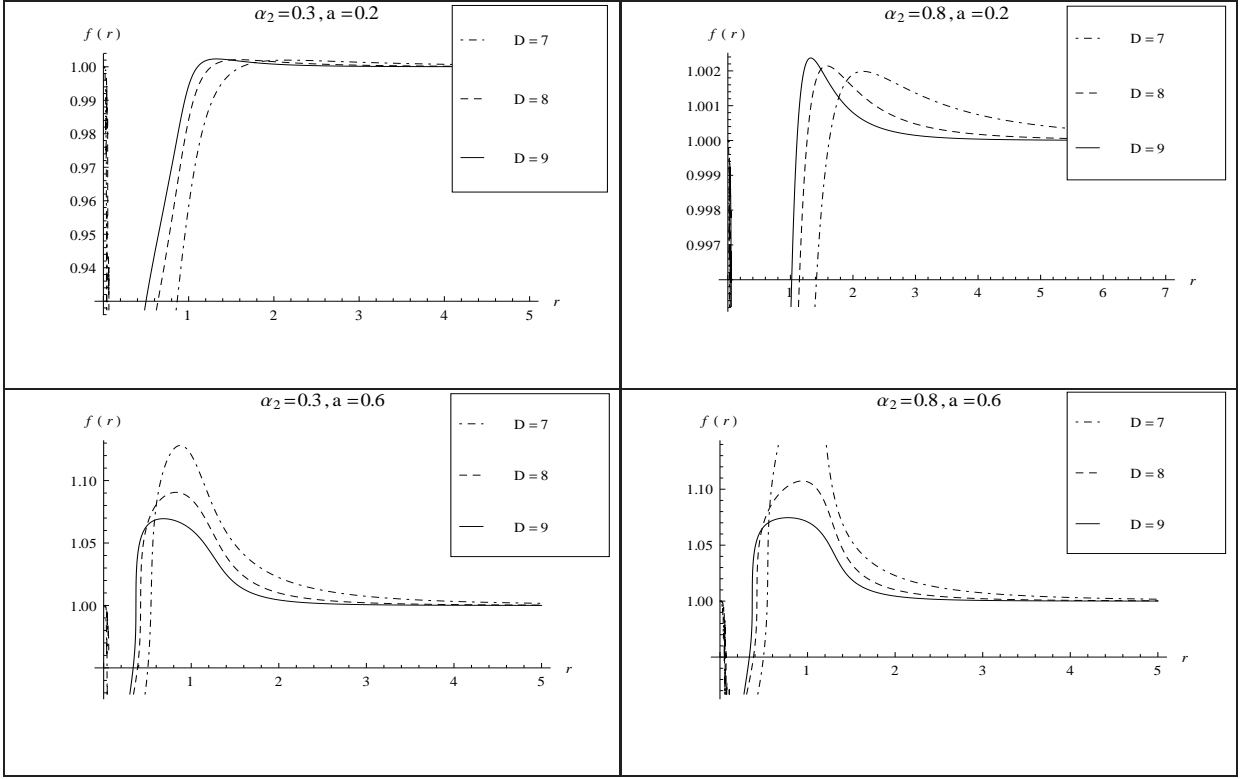 α₂=0.3, a =0.2
f ( r )
1.00
0.99
0.98
0.97
0.96
0.95
0.94
1 2 3 4 5 r
D = 7
D = 8
D = 9
α₂=0.8, a =0.2
f ( r )
1.002
1.001
1.000
0.999
0.998
0.997
1 2 3 4 5 6 7 r
D = 7
D = 8
D = 9
α₂=0.3, a =0.6
f ( r )
1.10
1.05
1.00
1 2 3 4 5 r
D = 7
D = 8
D = 9
α₂=0.8, a =0.6
f ( r )
1.10
1.05
1.00
1 2 3 4 5 r
D = 7
D = 8
D = 9